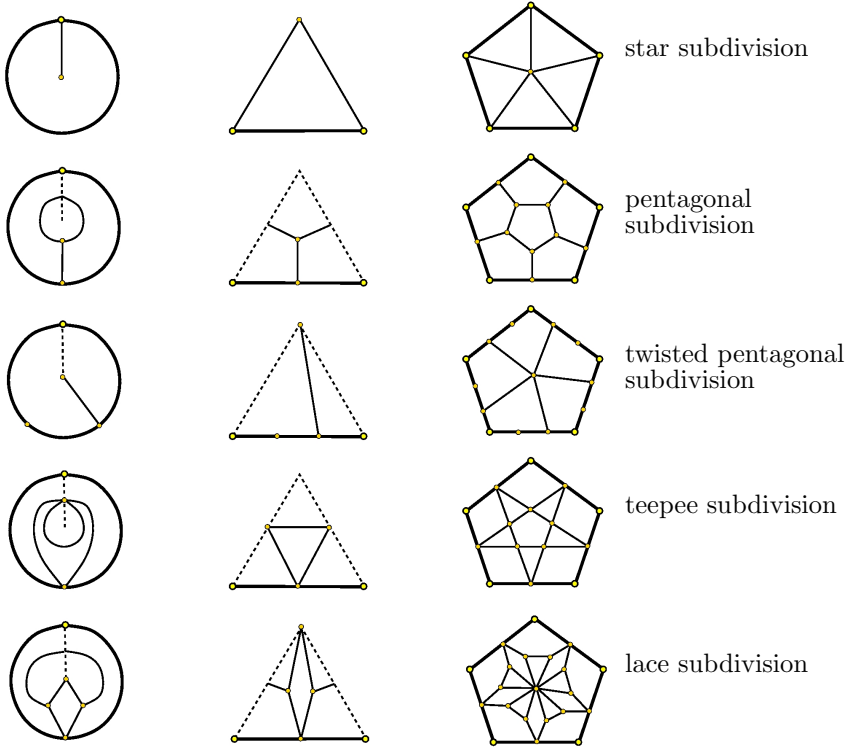 star subdivision
pentagonal
subdivision
twisted pentagonal
subdivision
teepee subdivision
lace subdivision